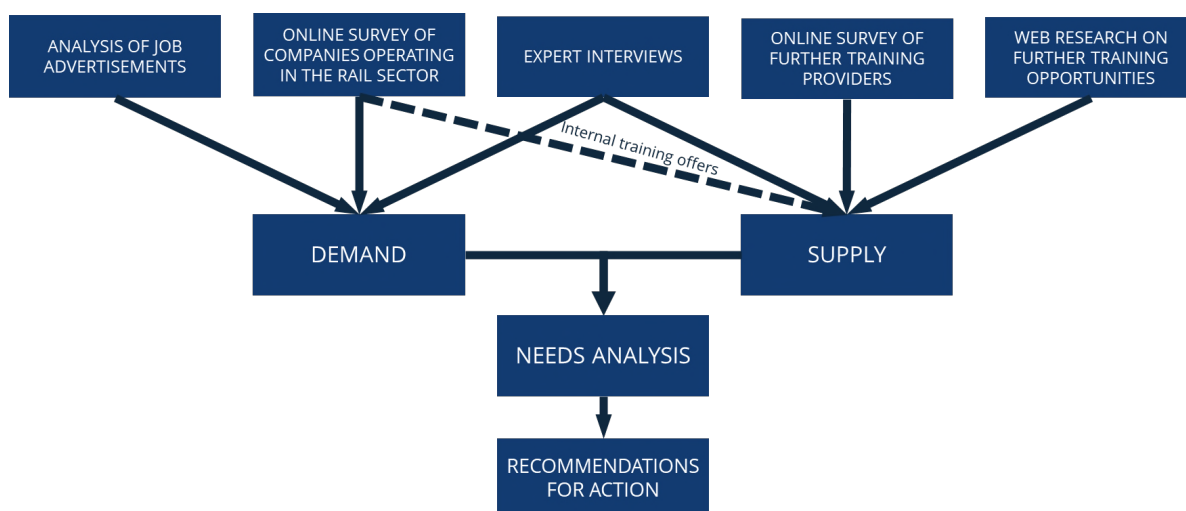 ANALYSIS OF JOB
ADVERTISEMENTS
ONLINE SURVEY OF
COMPANIES OPERATING
IN THE RAIL SECTOR
EXPERT INTERVIEWS
ONLINE SURVEY OF
FURTHER TRAINING
PROVIDERS
WEB RESEARCH ON
FURTHER TRAINING
OPPORTUNITIES
Internal training offers
DEMAND
SUPPLY
NEEDS ANALYSIS
RECOMMENDATIONS
FOR ACTION